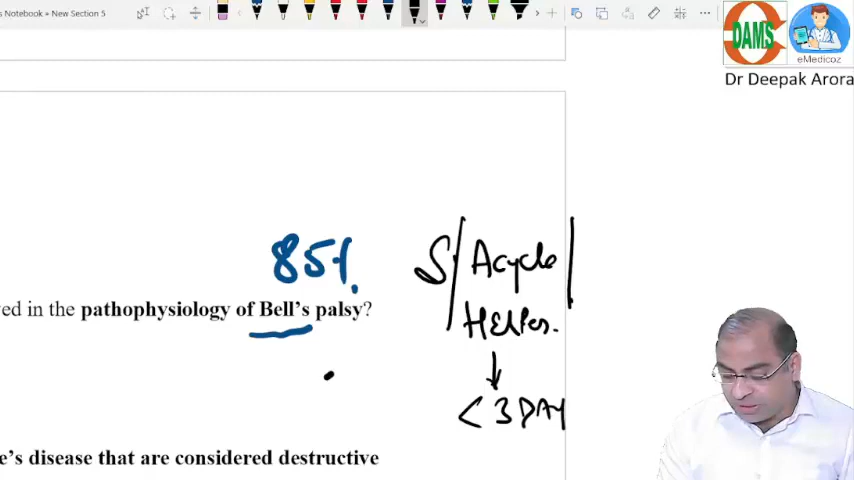 s Notebook » New Section 5
DAMS
eMedicoz
Dr Deepak Arora
85%.
S/Acyclo/
HERPes.
↓
<3 DAY
ved in the pathophysiology of Bell's palsy?
e's disease that are considered destructive